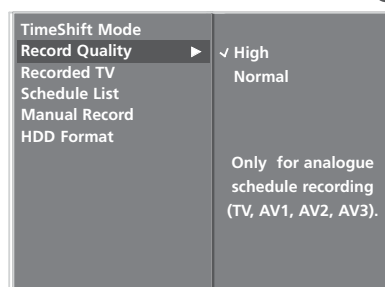 TimeShift Mode
Record Quality ▶
Recorded TV
Schedule List
Manual Record
HDD Format
✓ High
Normal
Only for analogue
schedule recording
(TV, AV1, AV2, AV3).